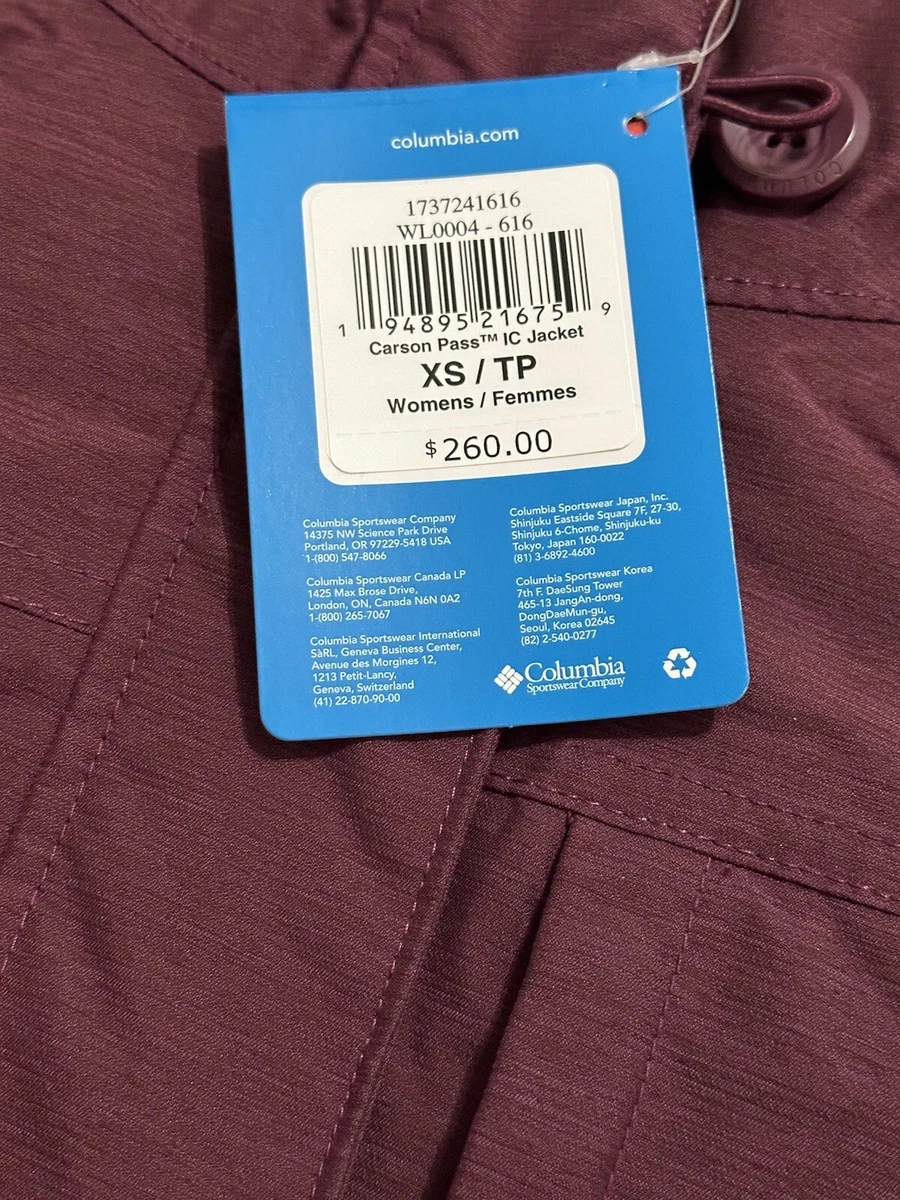 columbia.com
1737241616
WL0004 - 616
1 94895 21675 9
Carson Pass™ IC Jacket
XS / TP
Womens / Femmes
$260.00
Columbia Sportswear Company
14375 NW Science Park Drive
Portland, OR 97229-5418 USA
1-(800) 547-8066
Columbia Sportswear Canada LP
1425 Max Brose Drive,
London, ON, Canada N6N 0A2
1-(800) 265-7067
Columbia Sportswear International
SàRL, Geneva Business Center,
Avenue des Morgines 12,
1213 Petit-Lancy,
Geneva, Switzerland
(41) 22-870-90-00
Columbia Sportswear Japan, Inc.
Shinjuku Eastside Square 7F, 27-30,
Shinjuku 6-Chome, Shinjuku-ku
Tokyo, Japan 160-0022
(81) 3-6892-4600
Columbia Sportswear Korea
7th F. DaeSung Tower
465-13 JangAn-dong,
DongDaeMun-gu,
Seoul, Korea 02645
(82) 2-540-0277
Columbia
Sportswear Company